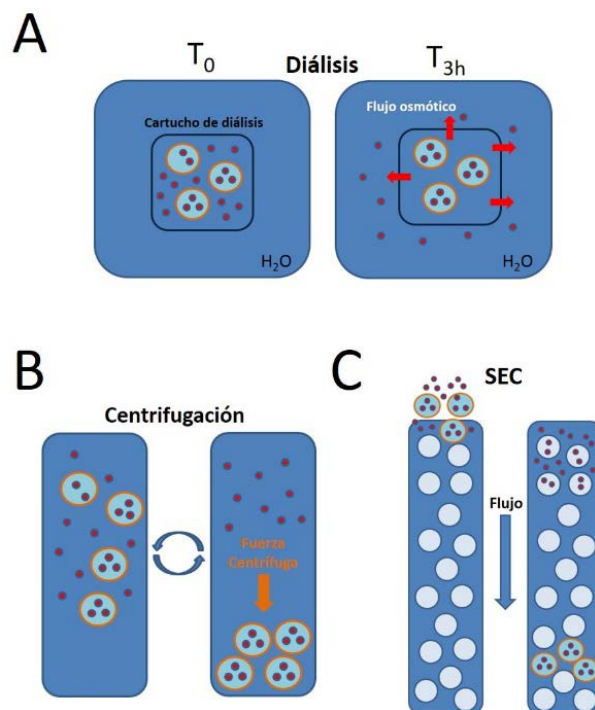 A
T0
Diálisis
T3h
Cartucho de diálisis
Flujo osmótico
H2O
H2O
B
Centrifugación
Fuerza
Centrífuga
C
SEC
Flujo